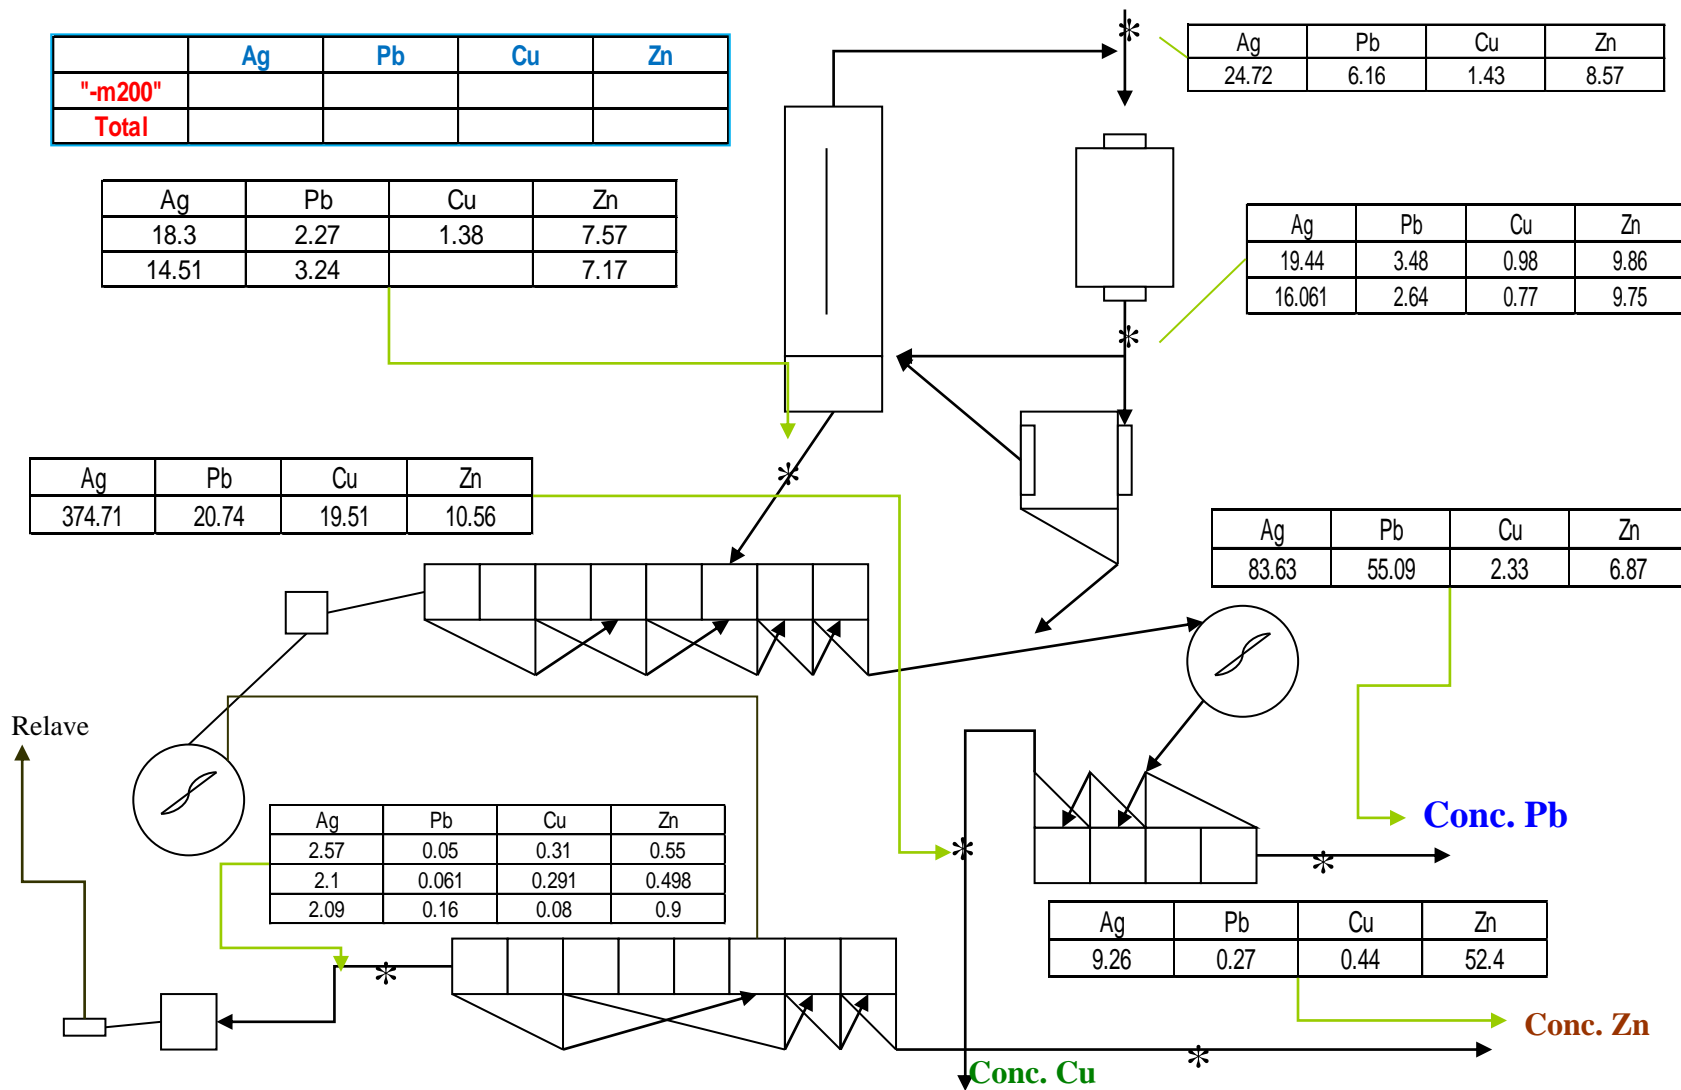 Ag Pb Cu Zn
"-m200"
Total
Ag Pb Cu Zn
24.72 6.16 1.43 8.57
Ag Pb Cu Zn
18.3 2.27 1.38 7.57
14.51 3.24 7.17
Ag Pb Cu Zn
19.44 3.48 0.98 9.86
16.061 2.64 0.77 9.75
Ag Pb Cu Zn
374.71 20.74 19.51 10.56
Ag Pb Cu Zn
83.63 55.09 2.33 6.87
Relave
Conc. Pb
Ag Pb Cu Zn
2.57 0.05 0.31 0.55
2.1 0.061 0.291 0.498
2.09 0.16 0.08 0.9
Ag Pb Cu Zn
9.26 0.27 0.44 52.4
Conc. Zn
Conc. Cu